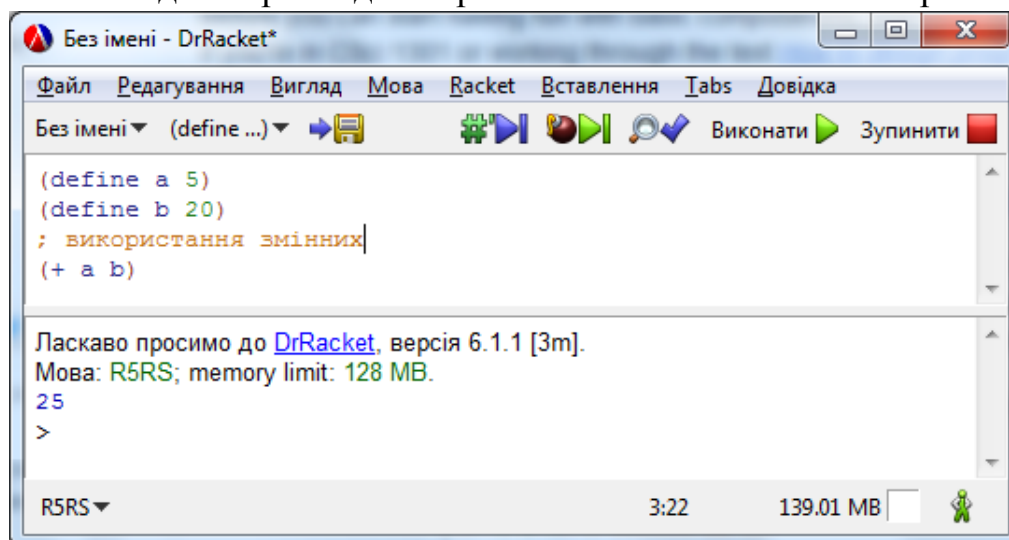 Без імені - DrRacket*
Файл Редагування Вигляд Мова Racket Вставлення Tabs Довідка
Без імені (define ...) Виконати Зупинити
(define a 5)
(define b 20)
; використання змінних
(+ a b)
Ласкаво просимо до DrRacket, версія 6.1.1 [3m].
Мова: R5RS; memory limit: 128 MB.
25
>
R5RS 3:22 139.01 MB